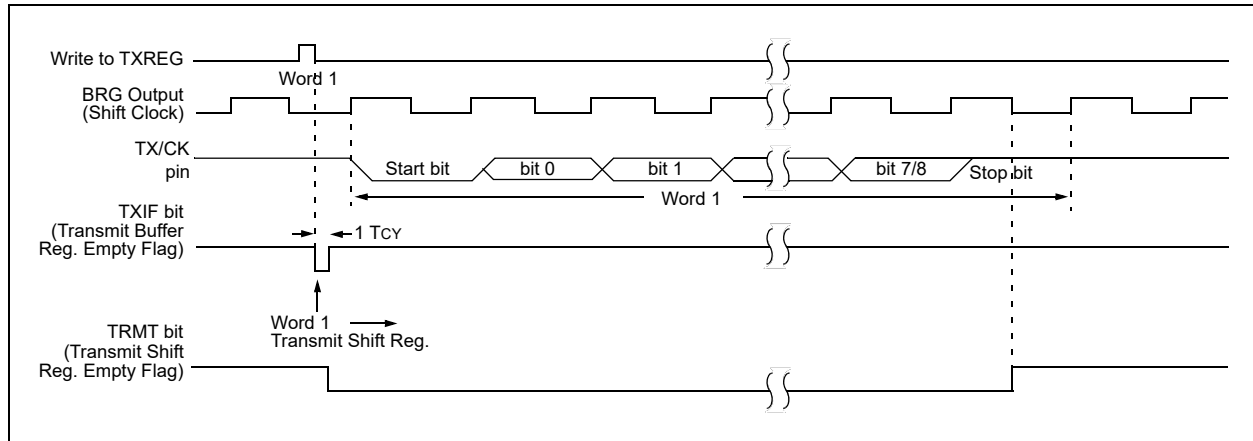 Write to TXREG
Word 1
BRG Output
(Shift Clock)
TX/CK
pin
Start bit
bit 0
bit 1
bit 7/8
Stop bit
Word 1
TXIF bit
(Transmit Buffer
Reg. Empty Flag)
1 TCY
Word 1
Transmit Shift Reg.
TRMT bit
(Transmit Shift
Reg. Empty Flag)